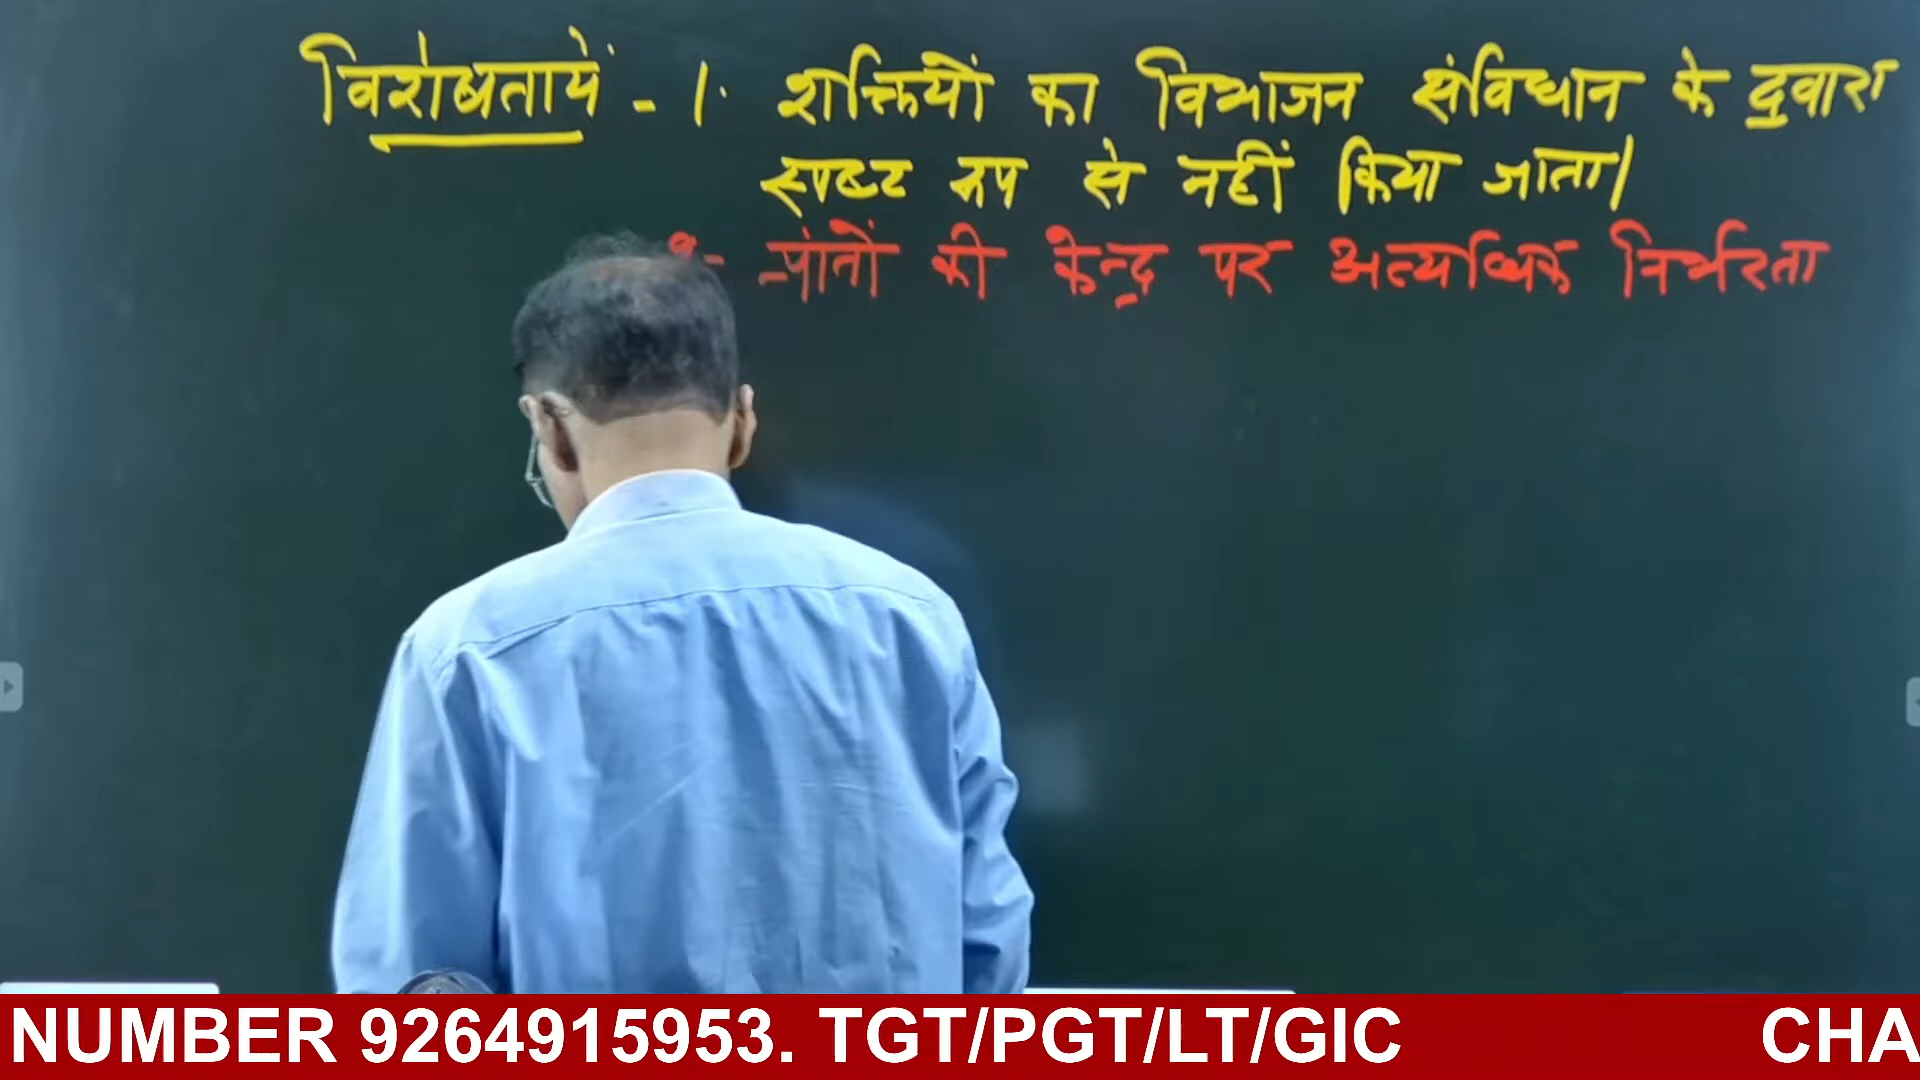 विशेषतायें - 1. शक्तियों का विभाजन संविधान के द्वारा
स्पष्ट रूप से नहीं किया जाता।
प्रांतों की केन्द्र पर अत्यधिक निर्भरता
NUMBER 9264915953. TGT/PGT/LT/GIC CHA